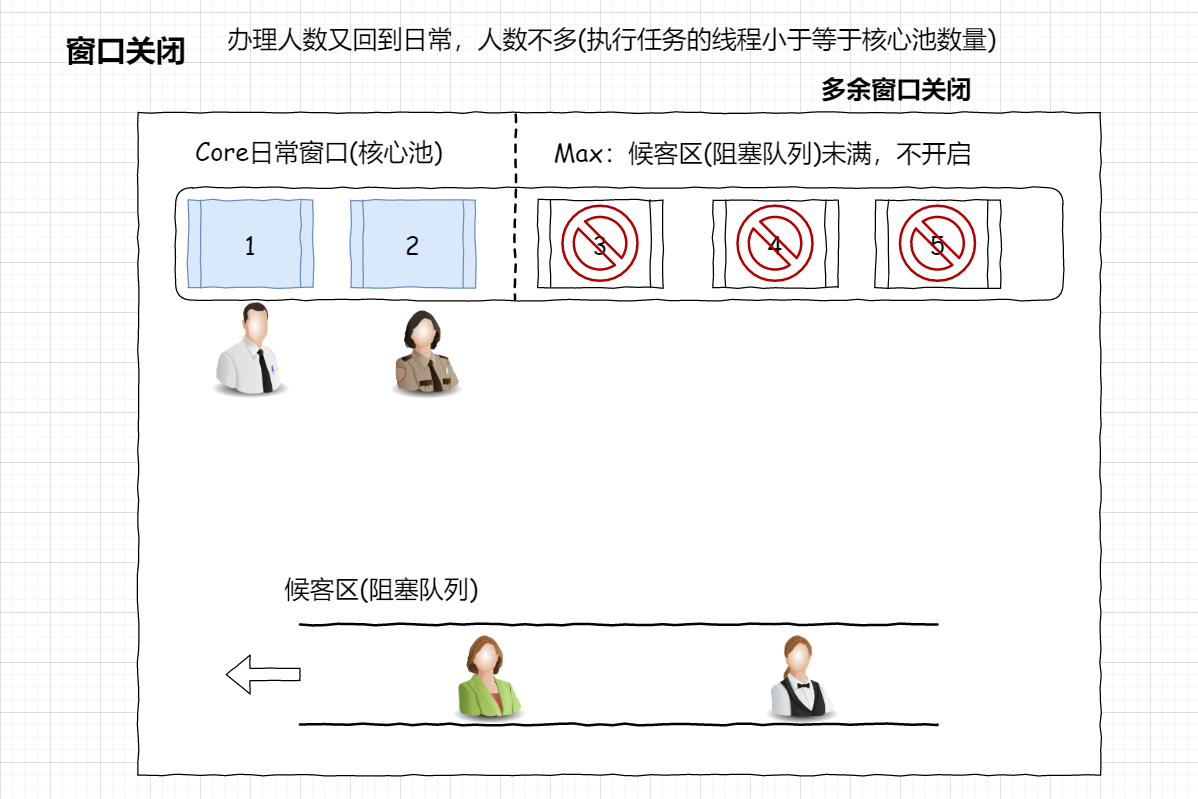 窗口关闭
办理人数又回到日常，人数不多(执行任务的线程小于等于核心池数量)
多余窗口关闭
Core日常窗口(核心池)
Max：候客区(阻塞队列)未满，不开启
1
2
3
4
5
候客区(阻塞队列)